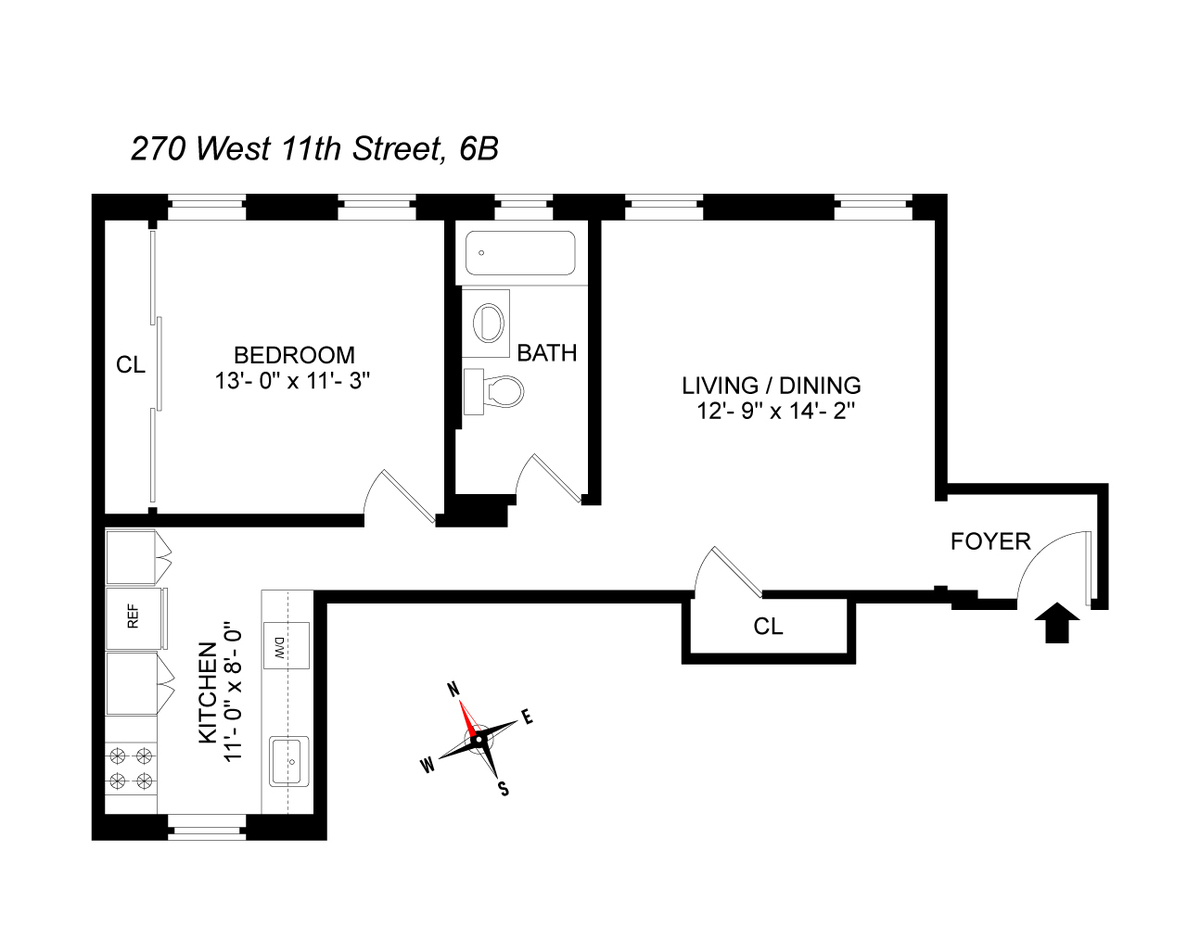 270 West 11th Street, 6B
CL
BEDROOM
13'- 0" x 11'- 3"
BATH
LIVING / DINING
12'- 9" x 14'- 2"
FOYER
REF
D/W
KITCHEN
11'- 0" x 8'- 0"
CL
N
E
W
S